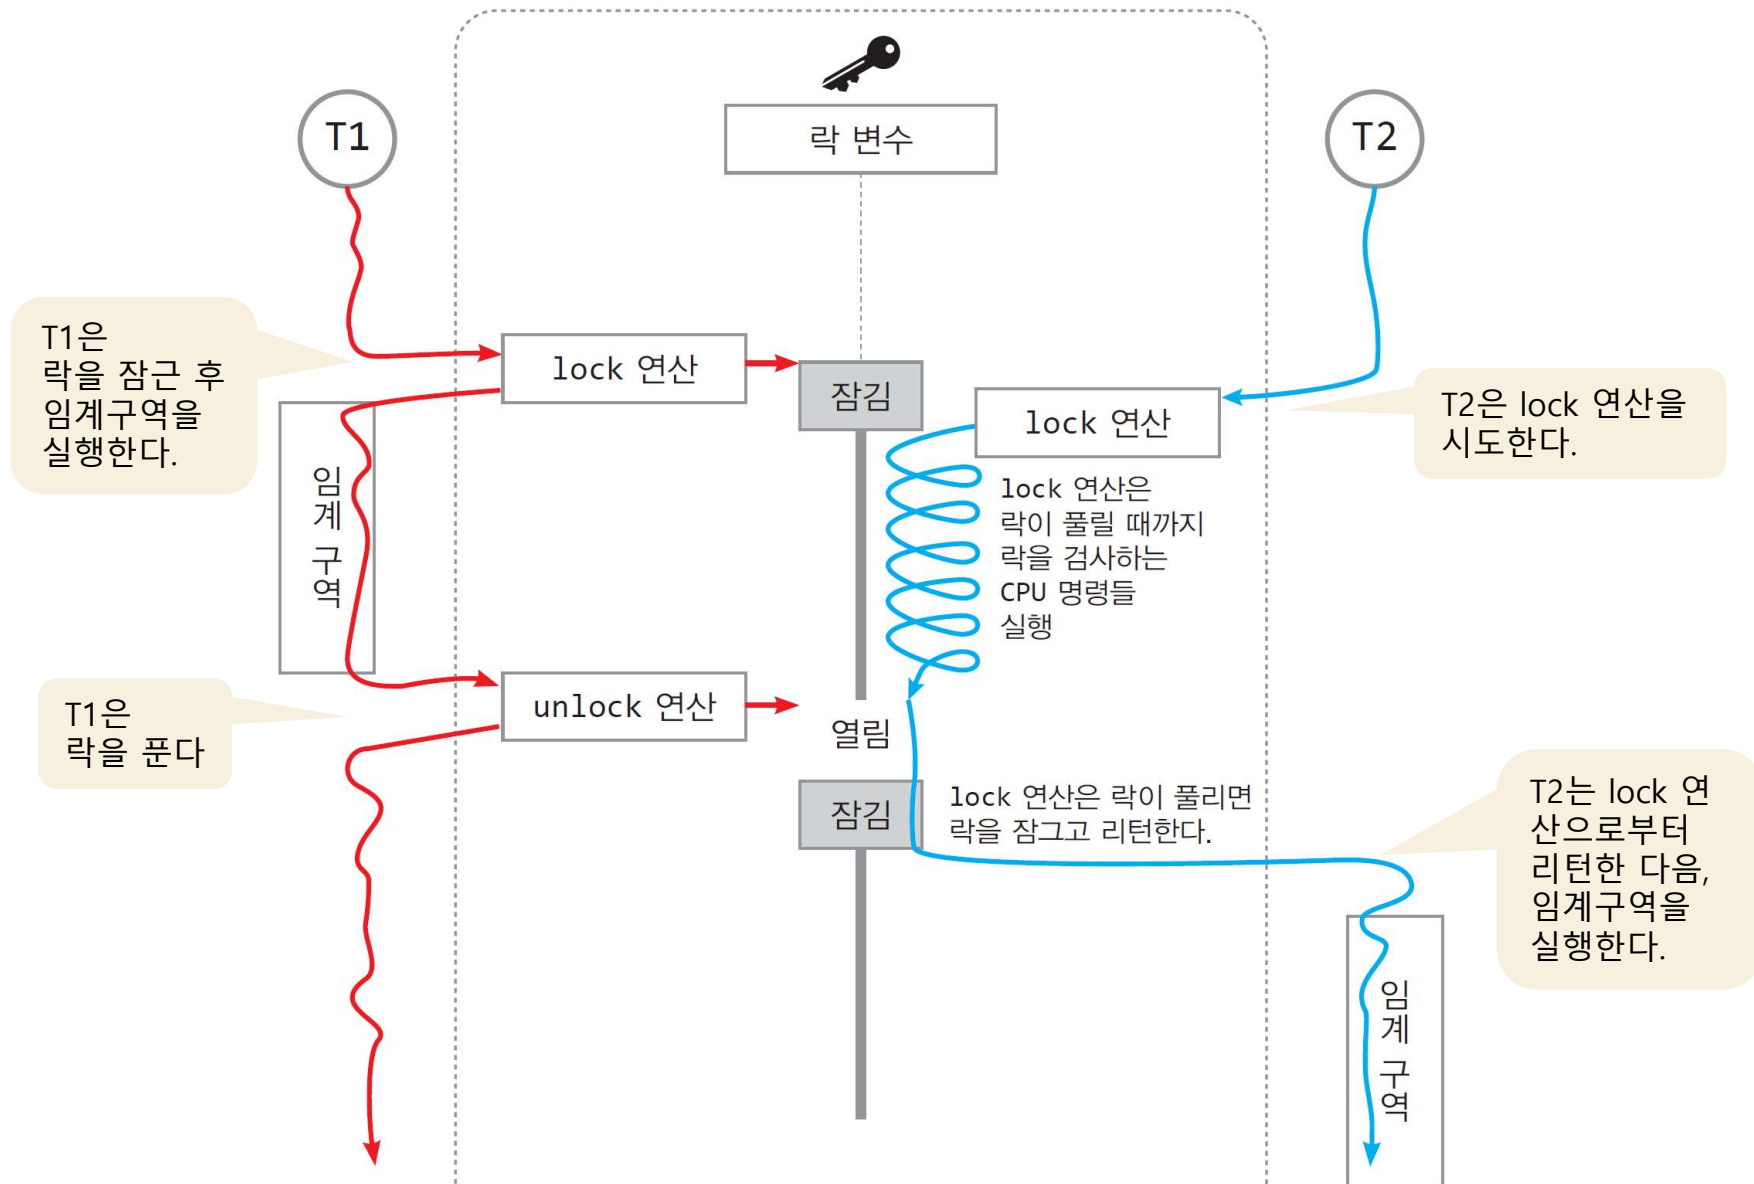 락 변수
T1
T2
T1은
락을 잠근 후
임계구역을
실행한다.
lock 연산
잠김
lock 연산
T2은 lock 연산을
시도한다.
임계구역
lock 연산은
락이 풀릴 때까지
락을 검사하는
CPU 명령들
실행
T1은
락을 푼다
unlock 연산
열림
잠김
lock 연산은 락이 풀리면
락을 잠그고 리턴한다.
T2는 lock 연
산으로부터
리턴한 다음,
임계구역을
실행한다.
임계구역